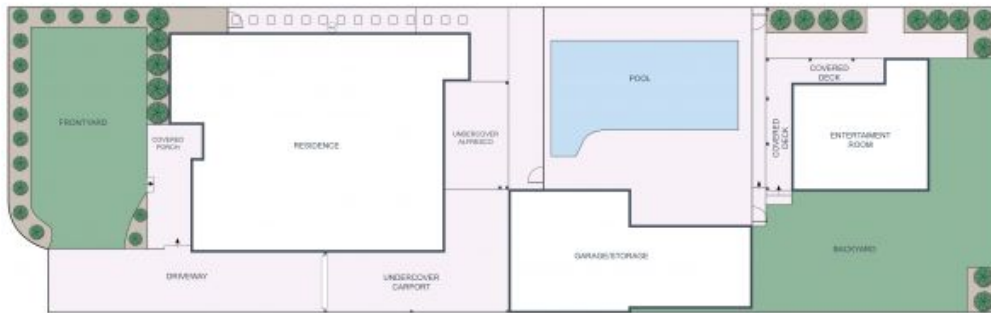 FRONTYARD
COVERED
PORCH
RESIDENCE
UNDERCOVER
ALFRESCO
POOL
COVERED
DECK
COVERED
DECK
ENTERTAIMENT
ROOM
DRIVEWAY
UNDERCOVER
CARPORT
GARAGE/STORAGE
BACKYARD